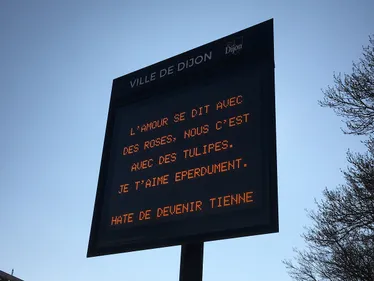 VILLE DE DIJON
Dijon
L'AMOUR SE DIT AVEC
DES ROSES, NOUS C'EST
AVEC DES TULIPES.
JE T'AIME EPERDUMENT.
HATE DE DEVENIR TIENNE